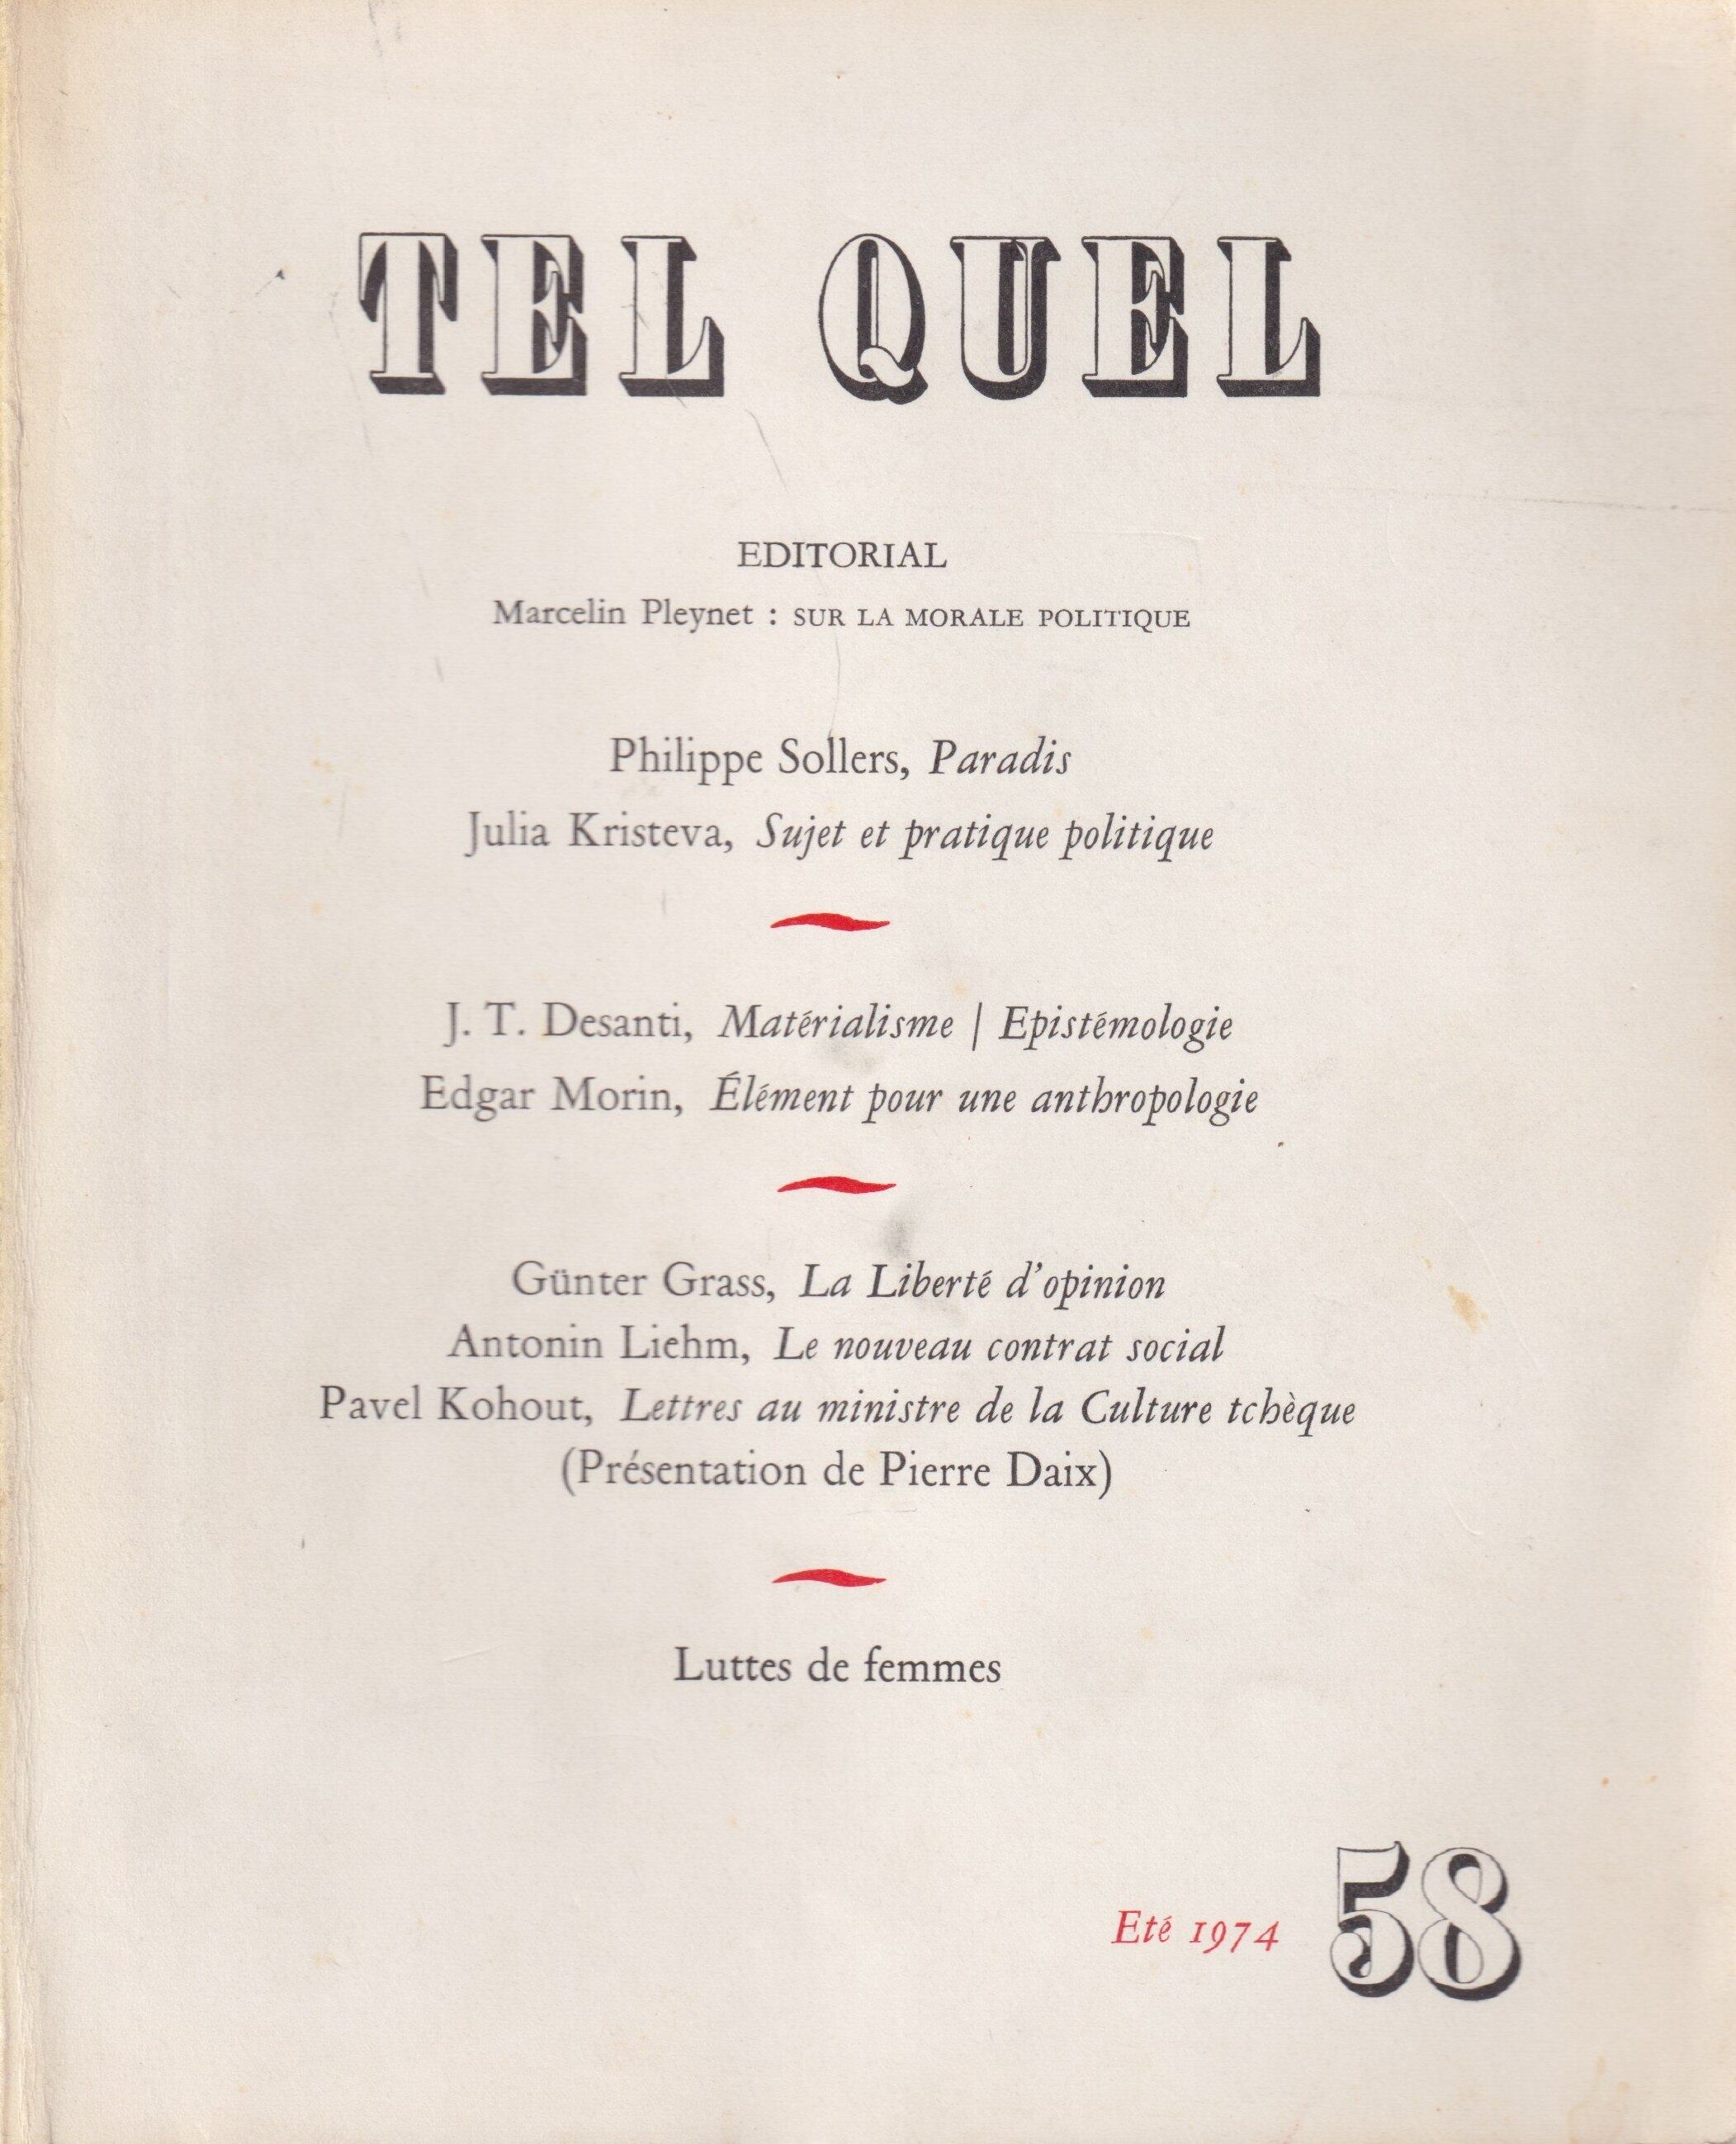 TEL QUEL
EDITORIAL
Marcelin Pleynet : SUR LA MORALE POLITIQUE
Philippe Sollers, Paradis
Julia Kristeva, Sujet et pratique politique
J. T. Desanti, Matérialisme | Epistémologie
Edgar Morin, Élément pour une anthropologie
Günter Grass, La Liberté d'opinion
Antonin Liehm, Le nouveau contrat social
Pavel Kohout, Lettres au ministre de la Culture tchèque
(Présentation de Pierre Daix)
Luttes de femmes
Eté 1974 58